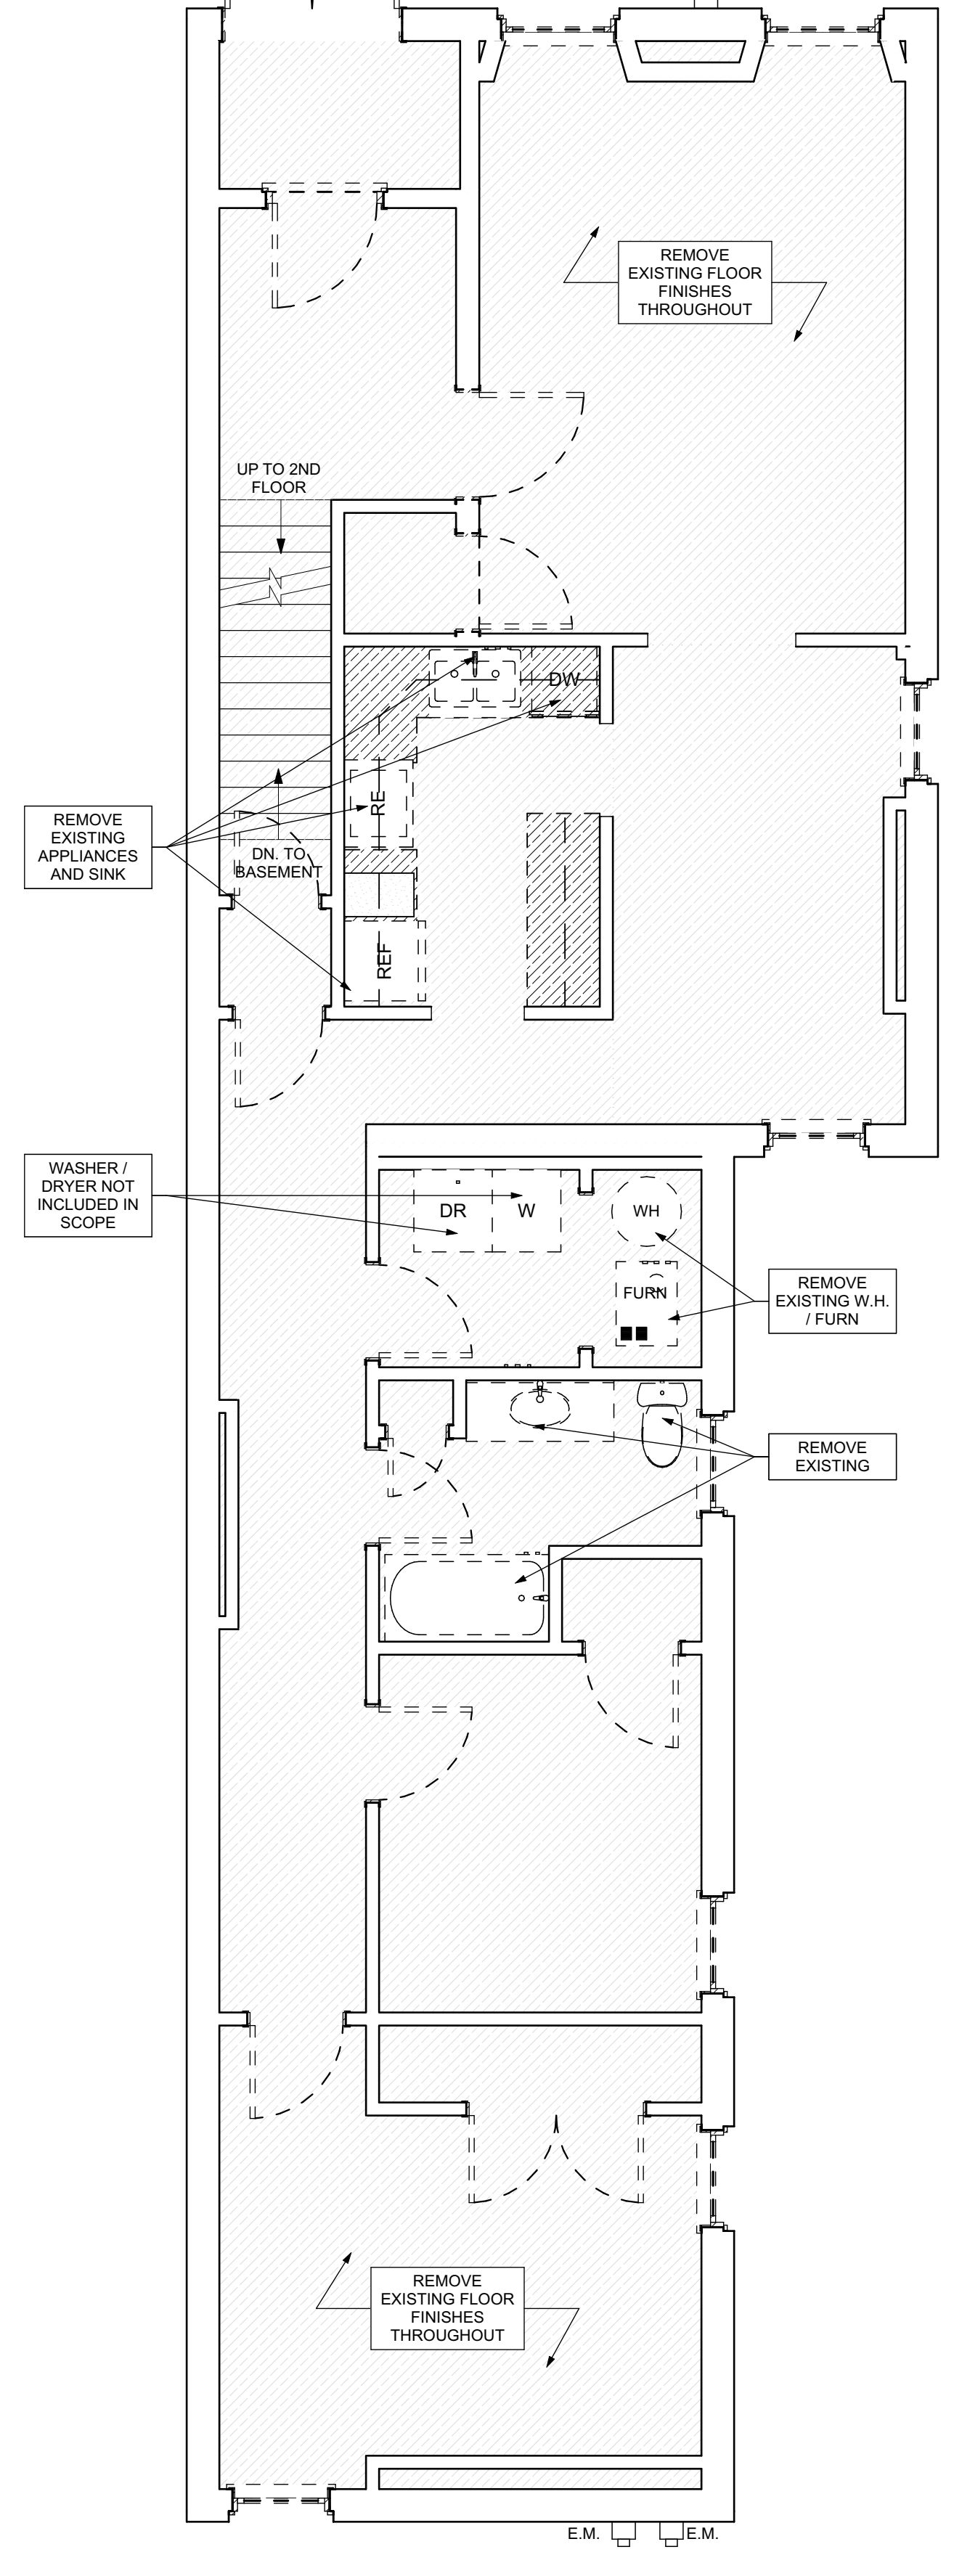 REMOVE
EXISTING FLOOR
FINISHES
THROUGHOUT
UP TO 2ND
FLOOR
DW
RE
REMOVE
EXISTING
APPLIANCES
AND SINK
DN. TO
BASEMENT
REF
WASHER /
DRYER NOT
INCLUDED IN
SCOPE
DR
W
WH
FURN
REMOVE
EXISTING W.H.
/ FURN
REMOVE
EXISTING
REMOVE
EXISTING FLOOR
FINISHES
THROUGHOUT
E.M.
E.M.